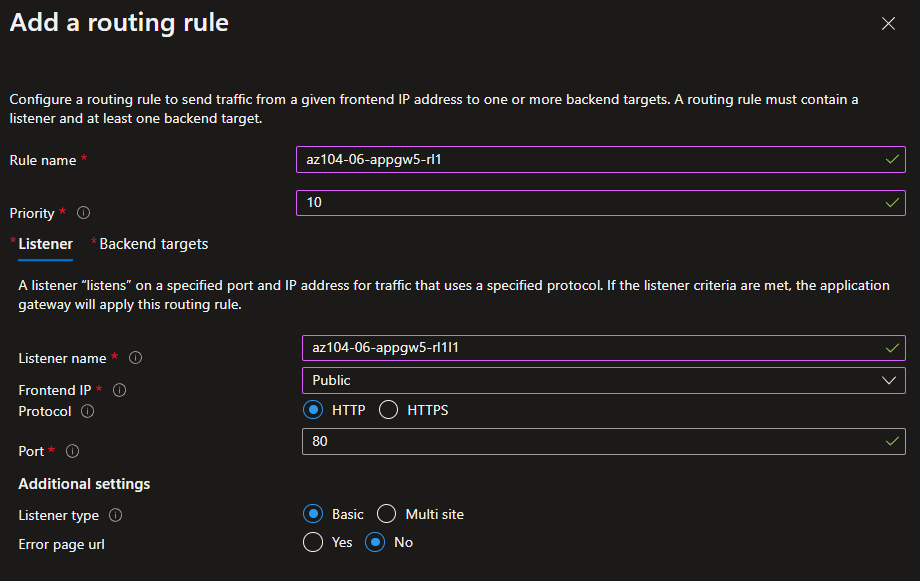 Add a routing rule
Configure a routing rule to send traffic from a given frontend IP address to one or more backend targets. A routing rule must contain a
listener and at least one backend target.
Rule name *
az104-06-appgw5-rl1
Priority *
10
* Listener * Backend targets
A listener “listens” on a specified port and IP address for traffic that uses a specified protocol. If the listener criteria are met, the application
gateway will apply this routing rule.
Listener name *
az104-06-appgw5-rl1l1
Frontend IP *
Public
Protocol
HTTP HTTPS
Port *
80
Additional settings
Listener type
Basic Multi site
Error page url
Yes No